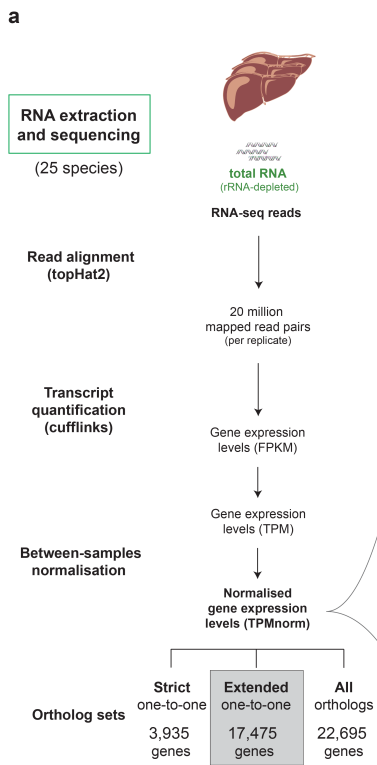 a
RNA extraction
and sequencing
(25 species)
total RNA
(rRNA-depleted)
RNA-seq reads
Read alignment
(topHat2)
20 million
mapped read pairs
(per replicate)
Transcript
quantification
(cufflinks)
Gene expression
levels (FPKM)
Gene expression
levels (TPM)
Between-samples
normalisation
Normalised
gene expression
levels (TPMnorm)
Ortholog sets
Strict
one-to-one
3,935
genes
Extended
one-to-one
17,475
genes
All
orthologs
22,695
genes